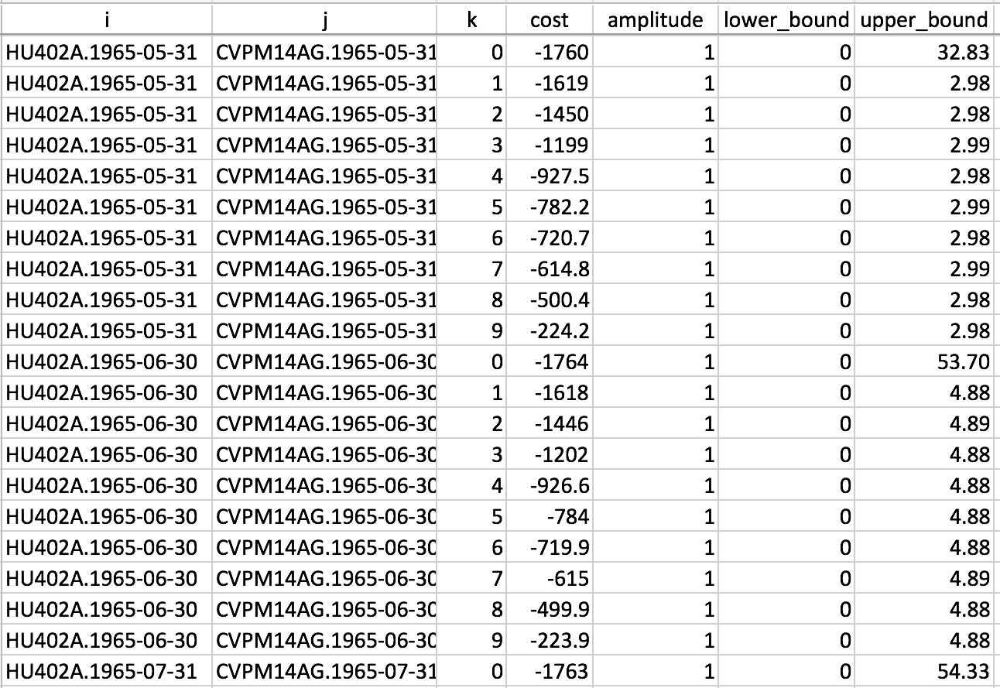 i j k cost amplitude lower_bound upper_bound
HU402A.1965-05-31 CVPM14AG.1965-05-31 0 -1760 1 0 32.83
HU402A.1965-05-31 CVPM14AG.1965-05-31 1 -1619 1 0 2.98
HU402A.1965-05-31 CVPM14AG.1965-05-31 2 -1450 1 0 2.98
HU402A.1965-05-31 CVPM14AG.1965-05-31 3 -1199 1 0 2.99
HU402A.1965-05-31 CVPM14AG.1965-05-31 4 -927.5 1 0 2.98
HU402A.1965-05-31 CVPM14AG.1965-05-31 5 -782.2 1 0 2.99
HU402A.1965-05-31 CVPM14AG.1965-05-31 6 -720.7 1 0 2.98
HU402A.1965-05-31 CVPM14AG.1965-05-31 7 -614.8 1 0 2.99
HU402A.1965-05-31 CVPM14AG.1965-05-31 8 -500.4 1 0 2.98
HU402A.1965-05-31 CVPM14AG.1965-05-31 9 -224.2 1 0 2.98
HU402A.1965-06-30 CVPM14AG.1965-06-30 0 -1764 1 0 53.70
HU402A.1965-06-30 CVPM14AG.1965-06-30 1 -1618 1 0 4.88
HU402A.1965-06-30 CVPM14AG.1965-06-30 2 -1446 1 0 4.89
HU402A.1965-06-30 CVPM14AG.1965-06-30 3 -1202 1 0 4.88
HU402A.1965-06-30 CVPM14AG.1965-06-30 4 -926.6 1 0 4.88
HU402A.1965-06-30 CVPM14AG.1965-06-30 5 -784 1 0 4.88
HU402A.1965-06-30 CVPM14AG.1965-06-30 6 -719.9 1 0 4.88
HU402A.1965-06-30 CVPM14AG.1965-06-30 7 -615 1 0 4.89
HU402A.1965-06-30 CVPM14AG.1965-06-30 8 -499.9 1 0 4.88
HU402A.1965-06-30 CVPM14AG.1965-06-30 9 -223.9 1 0 4.88
HU402A.1965-07-31 CVPM14AG.1965-07-31 0 -1763 1 0 54.33